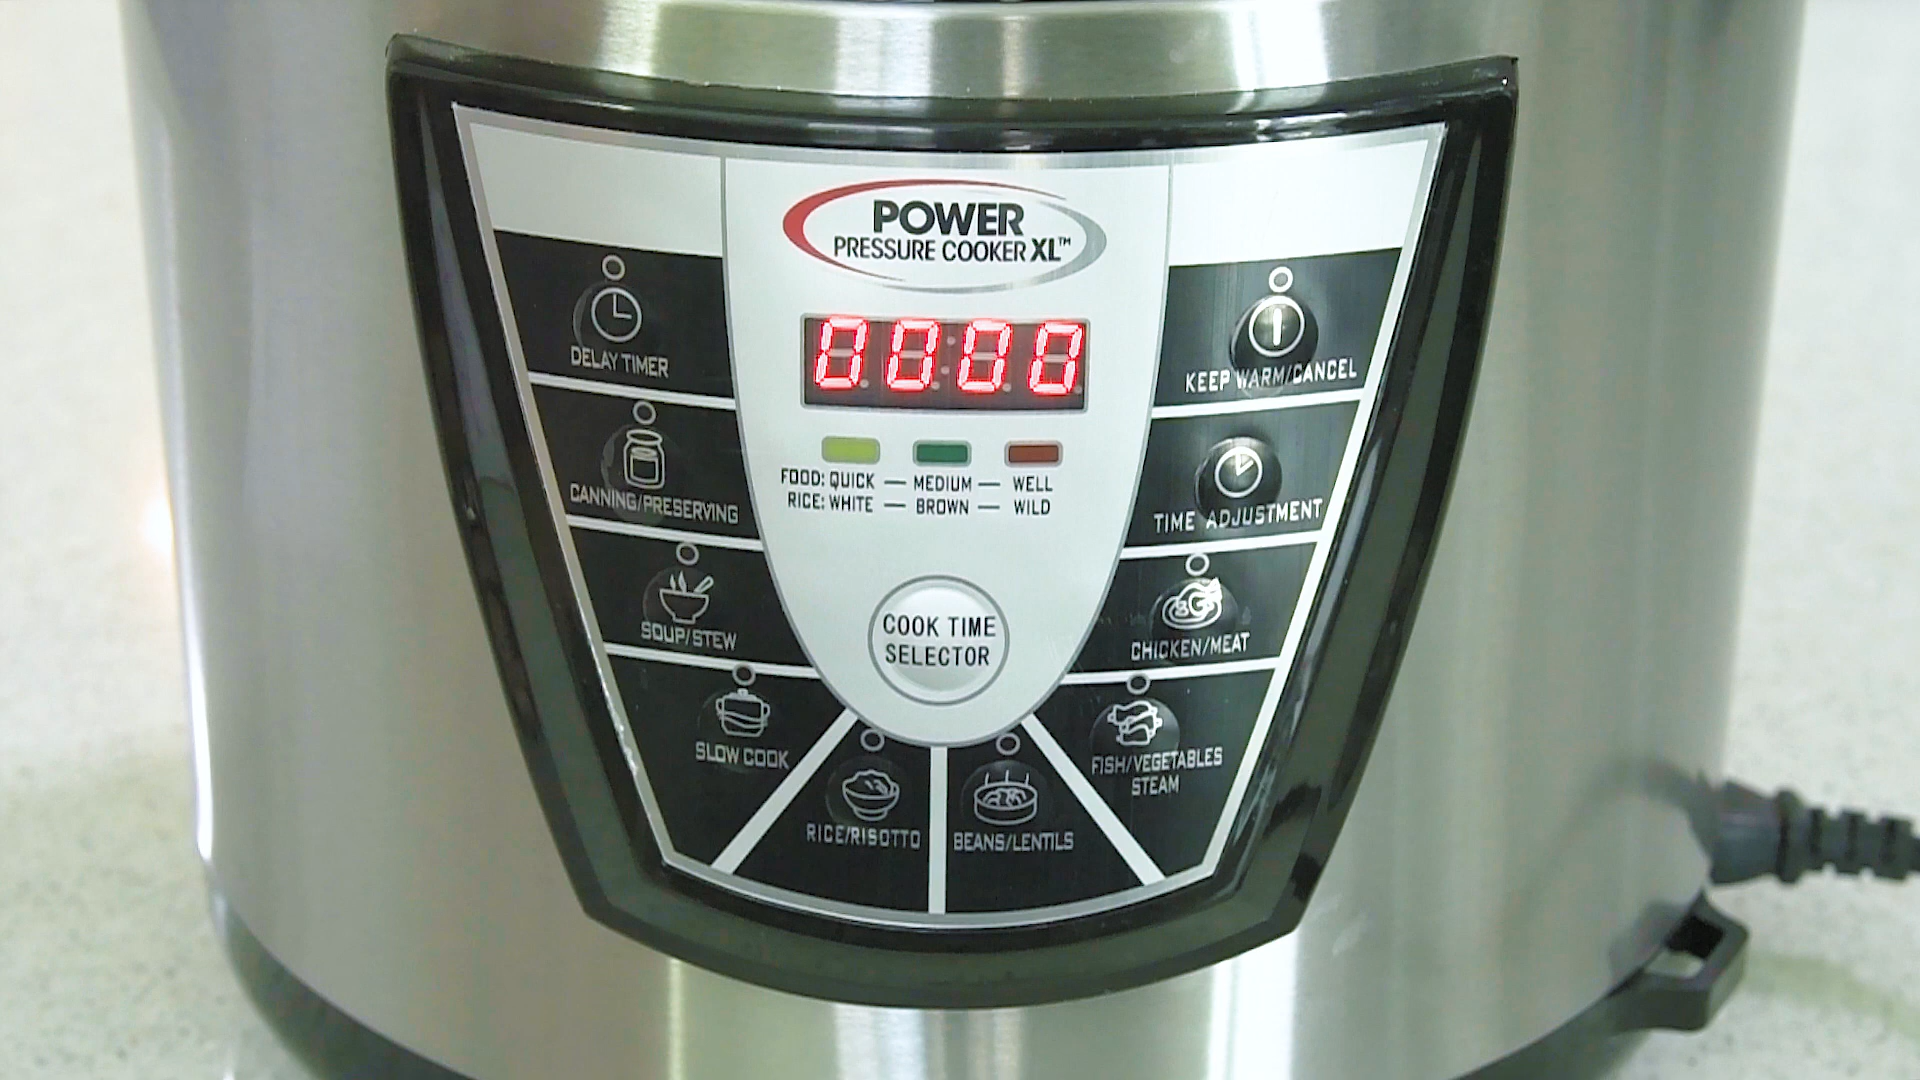 POWER
PRESSURE COOKER XL™
0000
DELAY TIMER
KEEP WARM/CANCEL
FOOD: QUICK — MEDIUM — WELL
RICE: WHITE — BROWN — WILD
CANNING/PRESERVING
TIME ADJUSTMENT
COOK TIME
SELECTOR
SOUP/STEW
CHICKEN/MEAT
SLOW COOK
FISH/VEGETABLES
STEAM
RICE/RISOTTO
BEANS/LENTILS